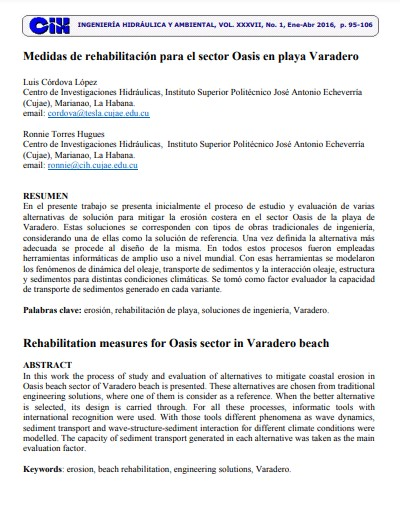 CIH INGENIERÍA HIDRÁULICA Y AMBIENTAL, VOL. XXXVII, No. 1, Ene-Abr 2016, p. 95-106
Medidas de rehabilitación para el sector Oasis en playa Varadero
Luis Córdova López
Centro de Investigaciones Hidráulicas, Instituto Superior Politécnico José Antonio Echeverría
(Cujae), Marianao, La Habana.
email: cordova@tesla.cujae.edu.cu
Ronnie Torres Hugues
Centro de Investigaciones Hidráulicas, Instituto Superior Politécnico José Antonio Echeverría
(Cujae), Marianao, La Habana.
email: ronnie@cih.cujae.edu.cu
RESUMEN
En el presente trabajo se presenta inicialmente el proceso de estudio y evaluación de varias
alternativas de solución para mitigar la erosión costera en el sector Oasis de la playa de
Varadero. Estas soluciones se corresponden con tipos de obras tradicionales de ingeniería,
considerando una de ellas como la solución de referencia. Una vez definida la alternativa más
adecuada se procede al diseño de la misma. En todos estos procesos fueron empleadas
herramientas informáticas de amplio uso a nivel mundial. Con esas herramientas se modelaron
los fenómenos de dinámica del oleaje, transporte de sedimentos y la interacción oleaje, estructura
y sedimentos para distintas condiciones climáticas. Se tomó como factor evaluador la capacidad
de transporte de sedimentos generado en cada variante.
Palabras clave: erosión, rehabilitación de playa, soluciones de ingeniería, Varadero.
Rehabilitation measures for Oasis sector in Varadero beach
ABSTRACT
In this work the process of study and evaluation of alternatives to mitigate coastal erosion in
Oasis beach sector of Varadero beach is presented. These alternatives are chosen from traditional
engineering solutions, where one of them is consider as a reference. When the better alternative
is selected, its design is carried through. For all these processes, informatic tools with
international recognition were used. With those tools different phenomena as wave dynamics,
sediment transport and wave-structure-sediment interaction for different climate conditions were
modelled. The capacity of sediment transport generated in each alternative was taken as the main
evaluation factor.
Keywords: erosion, beach rehabilitation, engineering solutions, Varadero.